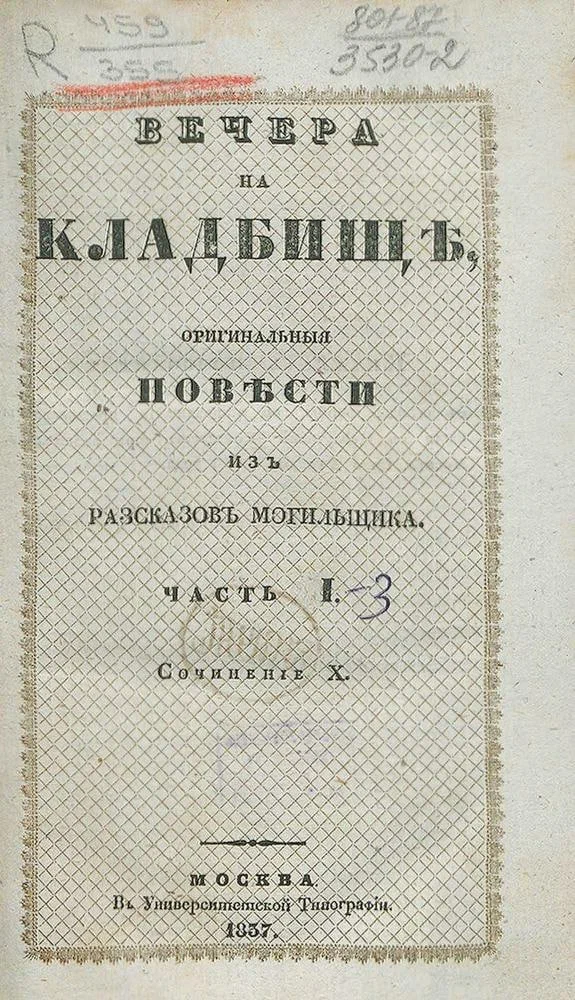 R 459
355
801-87
3530-2
ВЕЧЕРА
НА
КЛАДБИЩѢ,
ОРИГИНАЛЬНЫЯ
ПОВѢСТИ
ИЗЪ
РАЗСКАЗОВЪ МОГИЛЬЩИКА.
ЧАСТЬ I.-3
Сочиненіе X.
МОСКВА.
Въ Университетской Типографіи.
1837.